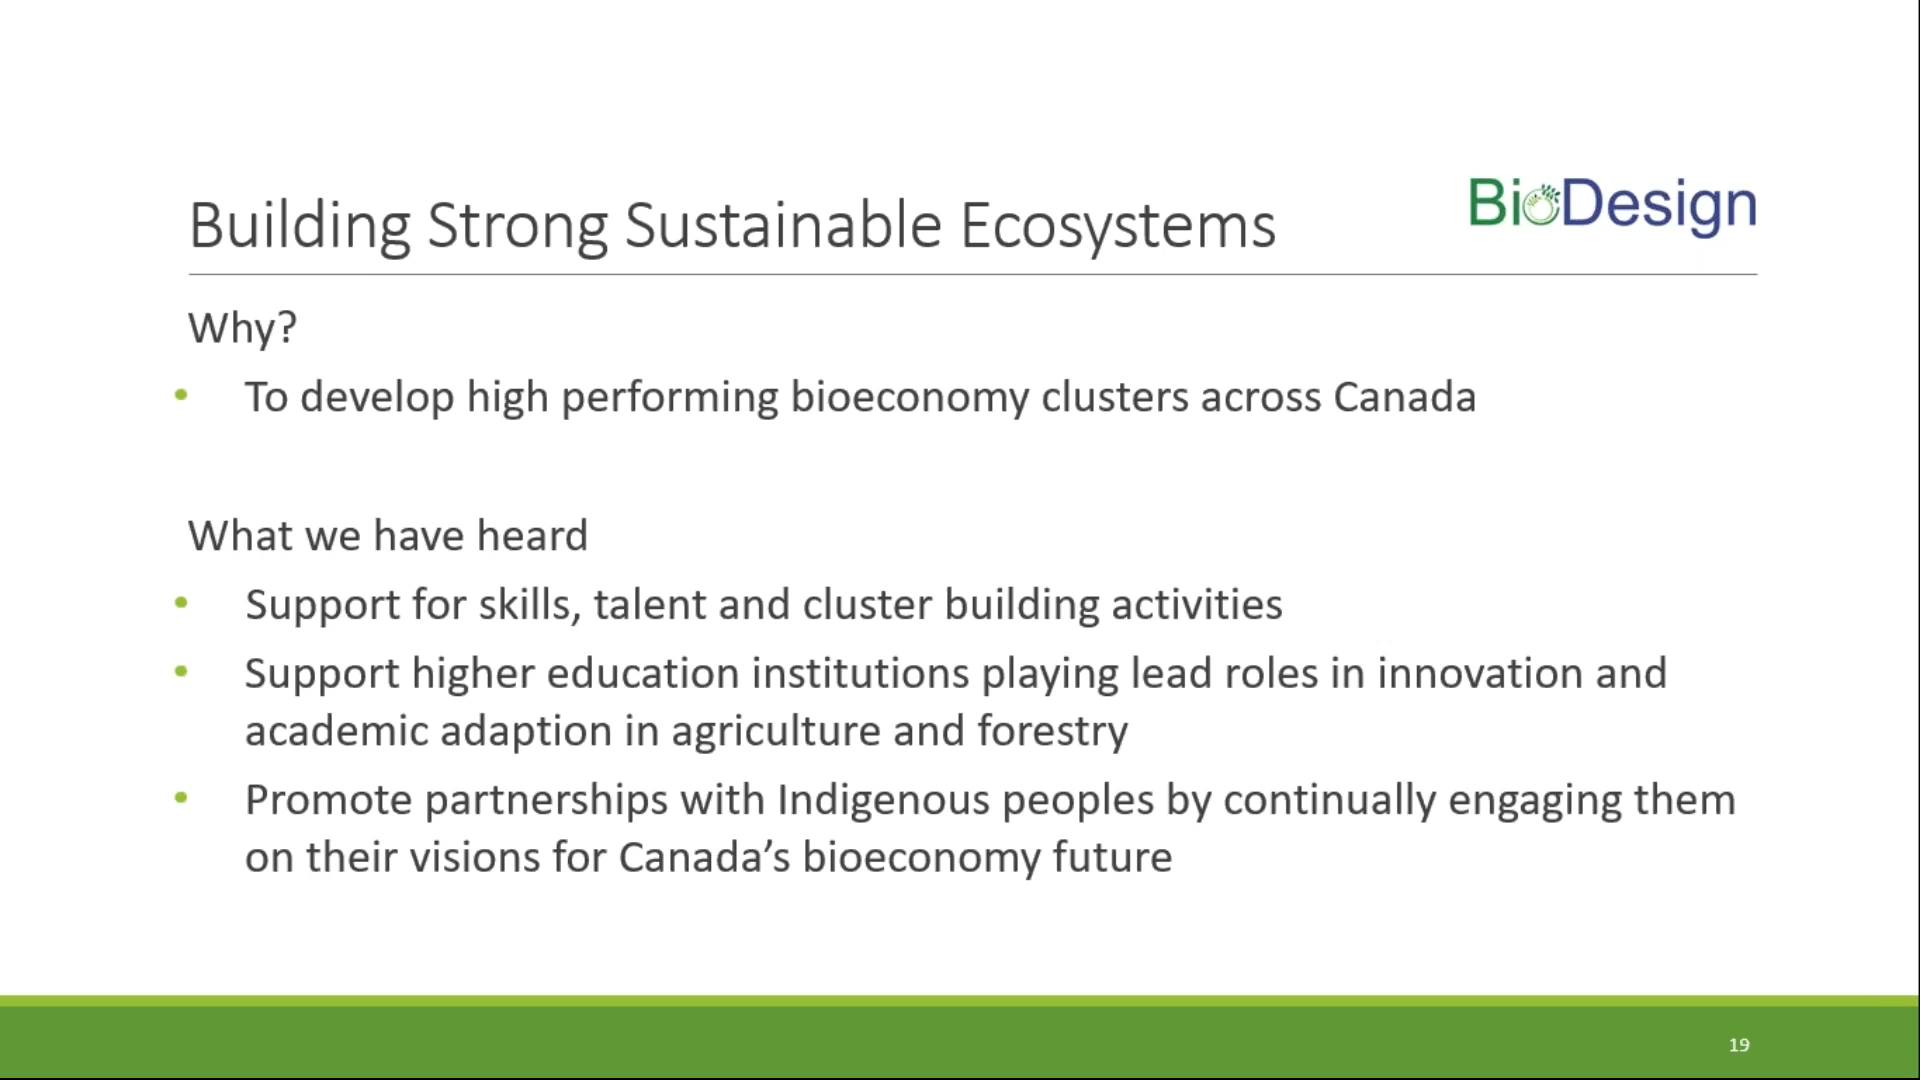 Building Strong Sustainable Ecosystems
BioDesign
Why?
• To develop high performing bioeconomy clusters across Canada
What we have heard
• Support for skills, talent and cluster building activities
• Support higher education institutions playing lead roles in innovation and
academic adaption in agriculture and forestry
• Promote partnerships with Indigenous peoples by continually engaging them
on their visions for Canada’s bioeconomy future
19